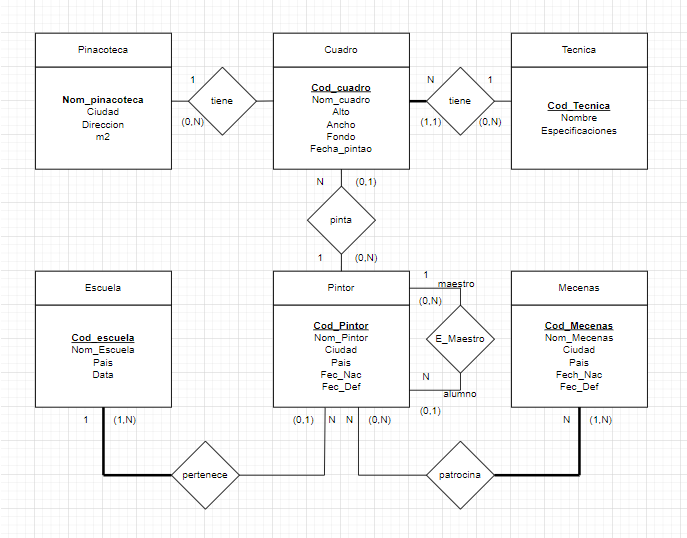 Pinacoteca
Nom_pinacoteca
Ciudad
Direccion
m2
1
(0,N)
tiene
Cuadro
Cod_cuadro
Nom_cuadro
Alto
Ancho
Fondo
Fecha_pintao
N
(1,1)
tiene
1
(0,N)
Tecnica
Cod_Tecnica
Nombre
Especificaciones
N
(0,1)
pinta
1
(0,N)
Escuela
Cod_escuela
Nom_Escuela
Pais
Data
Pintor
Cod_Pintor
Nom_Pintor
Ciudad
Pais
Fec_Nac
Fec_Def
1
maestro
(0,N)
E_Maestro
N
alumno
(0,1)
Mecenas
Cod_Mecenas
Nom_Mecenas
Ciudad
Pais
Fech_Nac
Fec_Def
1
(1,N)
pertenece
(0,1)
N
N
(0,N)
patrocina
N
(1,N)